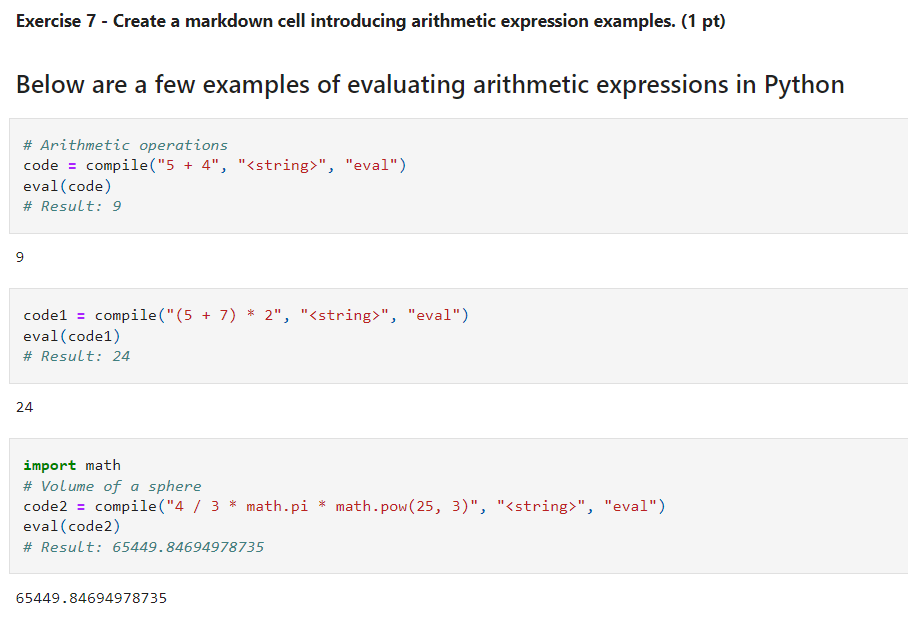 Exercise 7 - Create a markdown cell introducing arithmetic expression examples. (1 pt)
Below are a few examples of evaluating arithmetic expressions in Python
# Arithmetic operations
code = compile("5 + 4", "<string>", "eval")
eval(code)
# Result: 9
9
code1 = compile("(5 + 7) * 2", "<string>", "eval")
eval(code1)
# Result: 24
24
import math
# Volume of a sphere
code2 = compile("4 / 3 * math.pi * math.pow(25, 3)", "<string>", "eval")
eval(code2)
# Result: 65449.84694978735
65449.84694978735